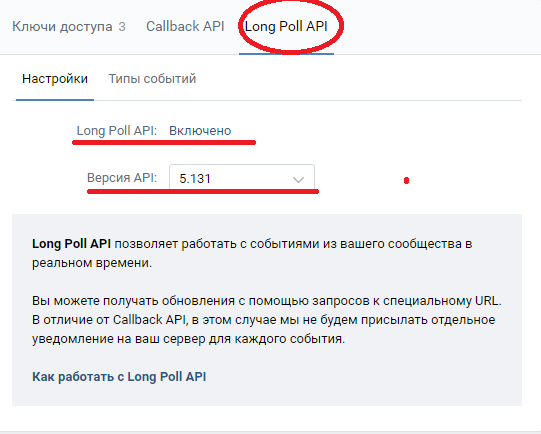 Ключи доступа 3 Callback API Long Poll API
Настройки Типы событий
Long Poll API: Включено
Версия API: 5.131
Long Poll API позволяет работать с событиями из вашего сообщества в
реальном времени.
Вы можете получать обновления с помощью запросов к специальному URL.
В отличие от Callback API, в этом случае мы не будем присылать отдельное
уведомление на ваш сервер для каждого события.
Как работать с Long Poll API